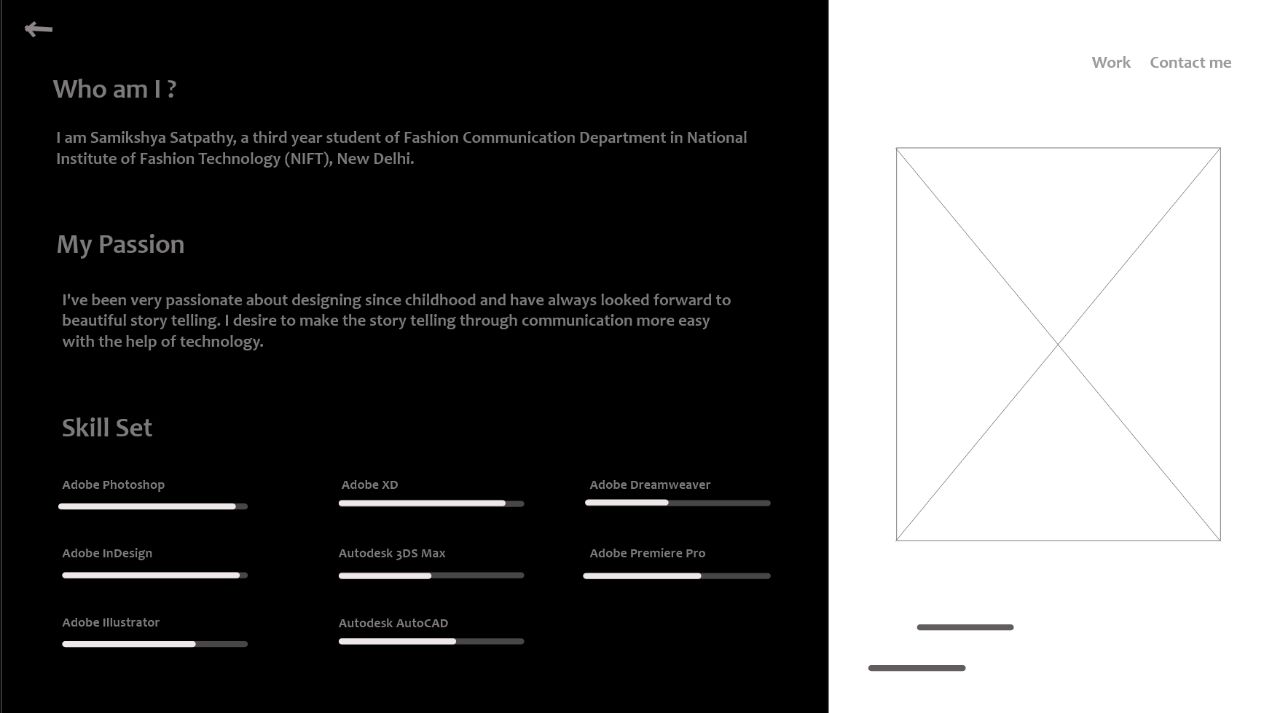 Work Contact me
Who am I ?
I am Samikshya Satpathy, a third year student of Fashion Communication Department in National
Institute of Fashion Technology (NIFT), New Delhi.
My Passion
I've been very passionate about designing since childhood and have always looked forward to
beautiful story telling. I desire to make the story telling through communication more easy
with the help of technology.
Skill Set
Adobe Photoshop
Adobe XD
Adobe Dreamweaver
Adobe InDesign
Autodesk 3DS Max
Adobe Premiere Pro
Adobe Illustrator
Autodesk AutoCAD